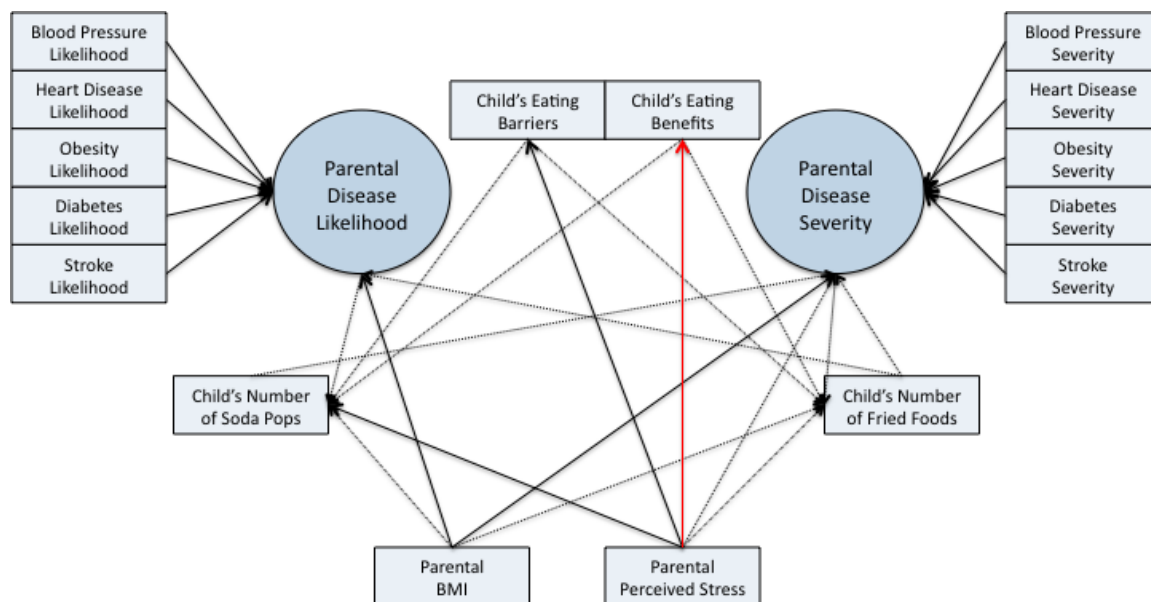 Blood Pressure
Likelihood
Heart Disease
Likelihood
Obesity
Likelihood
Diabetes
Likelihood
Stroke
Likelihood
Parental
Disease
Likelihood
Child's Eating
Barriers
Child's Eating
Benefits
Parental
Disease
Severity
Blood Pressure
Severity
Heart Disease
Severity
Obesity
Severity
Diabetes
Severity
Stroke
Severity
Child's Number
of Soda Pops
Child's Number
of Fried Foods
Parental
BMI
Parental
Perceived Stress